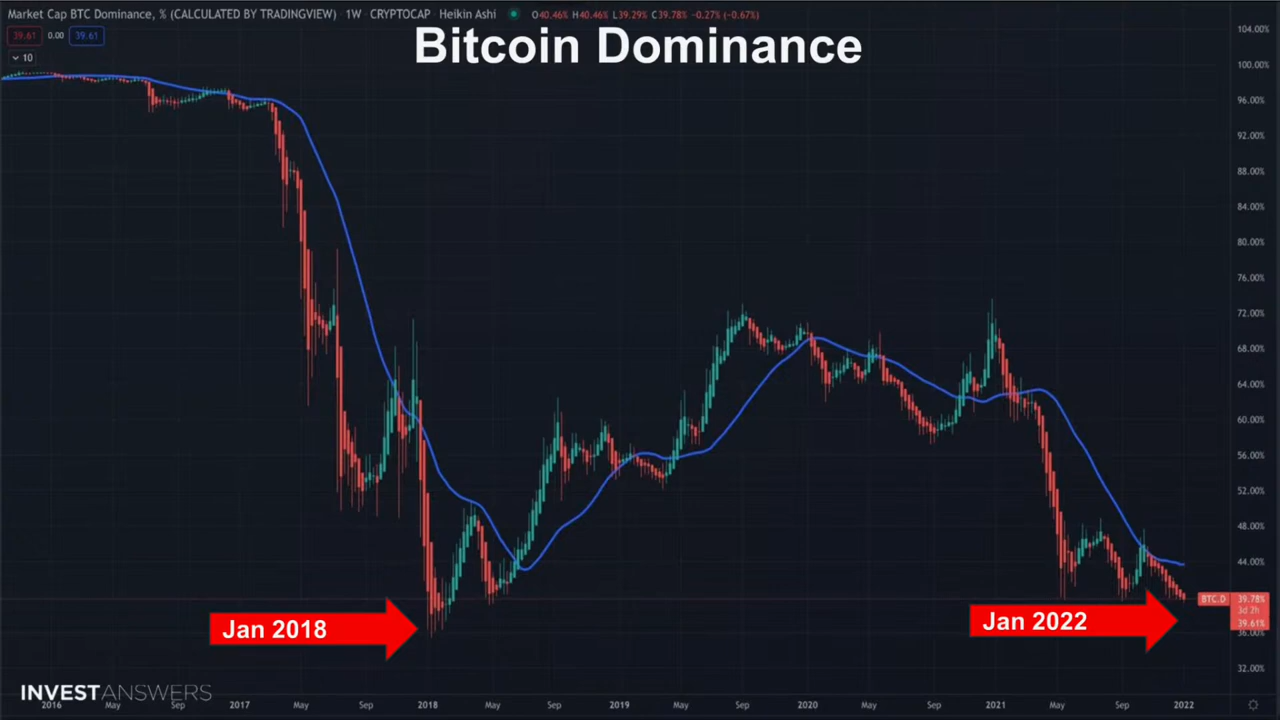 Market Cap BTC Dominance, % (CALCULATED BY TRADINGVIEW) · 1W · CRYPTOCAP · Heikin Ashi O40.46% H40.46% L39.29% C39.78% -0.27% (-0.67%)
39.61 0.00 39.61
10
Bitcoin Dominance
104.00%
100.00%
96.00%
92.00%
88.00%
84.00%
80.00%
76.00%
72.00%
68.00%
64.00%
60.00%
56.00%
52.00%
48.00%
44.00%
BTC.D 39.78%
3d 2h
39.61%
36.00%
32.00%
Jan 2018
Jan 2022
INVESTANSWERS
2016 May Sep 2017 May Sep 2018 May Sep 2019 May Sep 2020 May Sep 2021 May Sep 2022